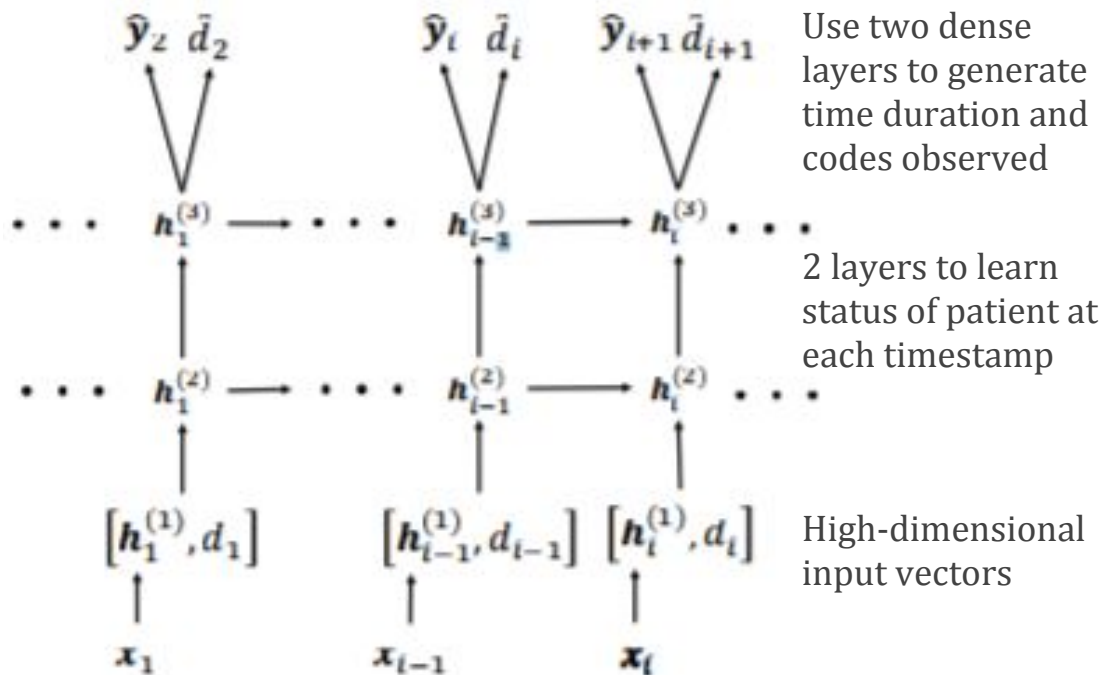 ŷ₂ d̃₂ ŷᵢ d̃ᵢ ŷᵢ₊₁ d̃ᵢ₊₁
Use two dense
layers to generate
time duration and
codes observed
· · · h₁⁽³⁾ · · · hᵢ₋₁⁽³⁾ hᵢ⁽³⁾ · · ·
2 layers to learn
status of patient at
each timestamp
· · · h₁⁽²⁾ · · · hᵢ₋₁⁽²⁾ hᵢ⁽²⁾ · · ·
[h₁⁽¹⁾, d₁] [hᵢ₋₁⁽¹⁾, dᵢ₋₁] [hᵢ⁽¹⁾, dᵢ]
High-dimensional
input vectors
x₁ xᵢ₋₁ xᵢ